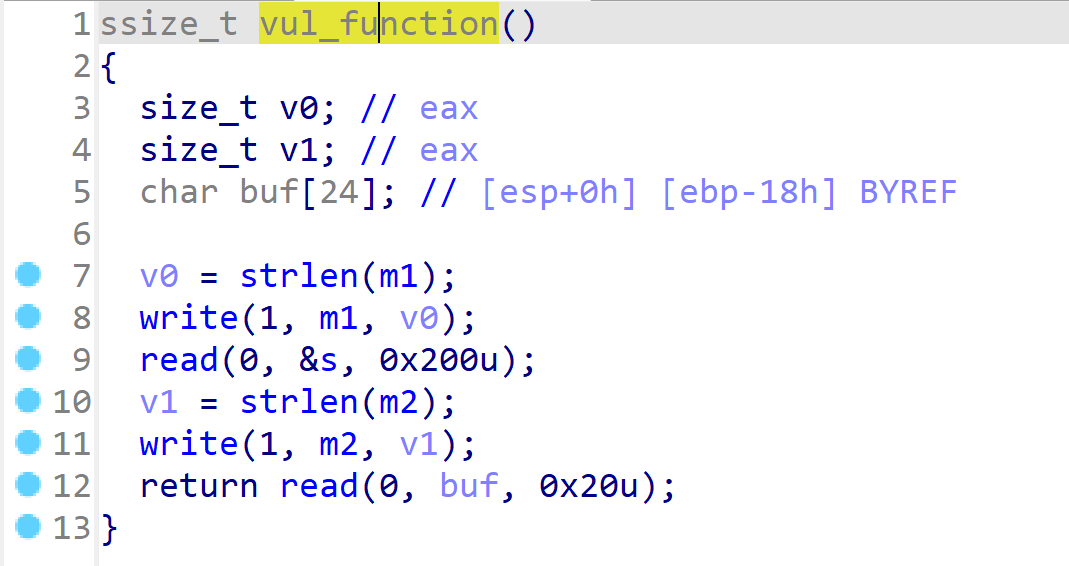 1 ssize_t vul_function()
2 {
3   size_t v0; // eax
4   size_t v1; // eax
5   char buf[24]; // [esp+0h] [ebp-18h] BYREF
6
7   v0 = strlen(m1);
8   write(1, m1, v0);
9   read(0, &s, 0x200u);
10   v1 = strlen(m2);
11   write(1, m2, v1);
12   return read(0, buf, 0x20u);
13 }